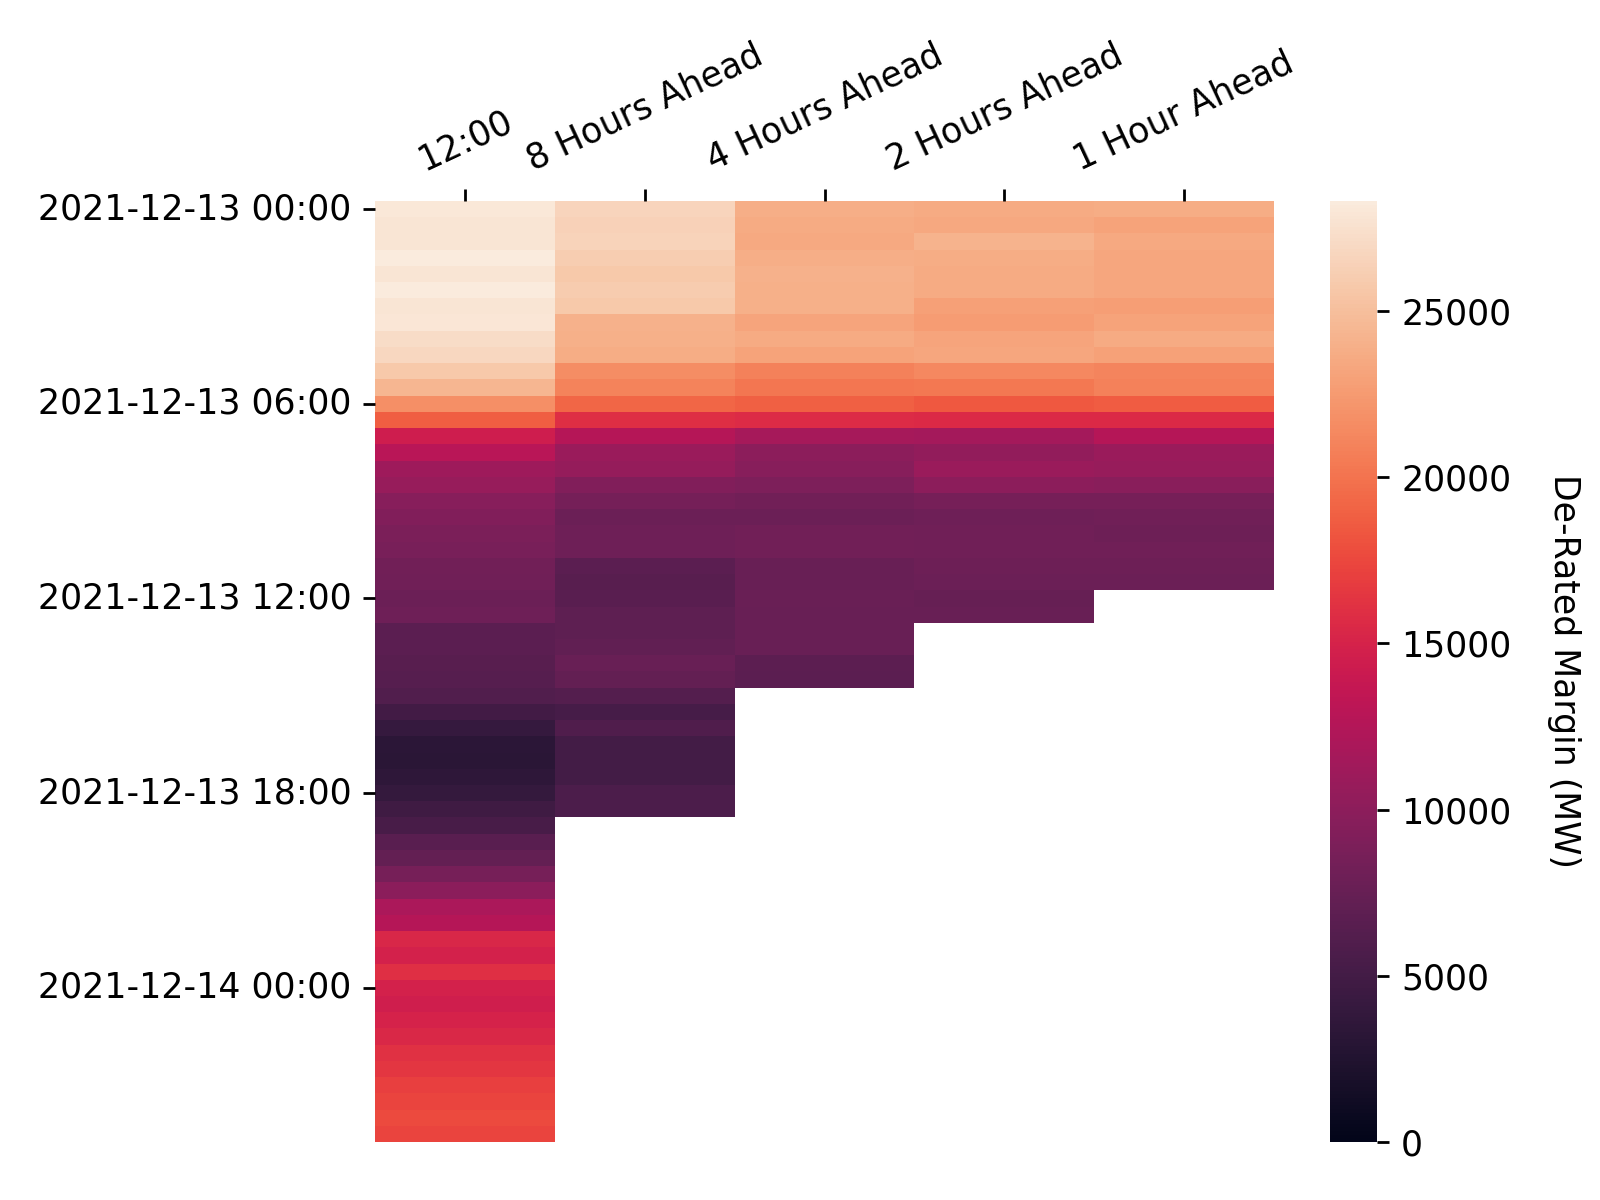 12:00
8 Hours Ahead
4 Hours Ahead
2 Hours Ahead
1 Hour Ahead
2021-12-13 00:00
2021-12-13 06:00
2021-12-13 12:00
2021-12-13 18:00
2021-12-14 00:00
25000
20000
15000
10000
5000
0
De-Rated Margin (MW)